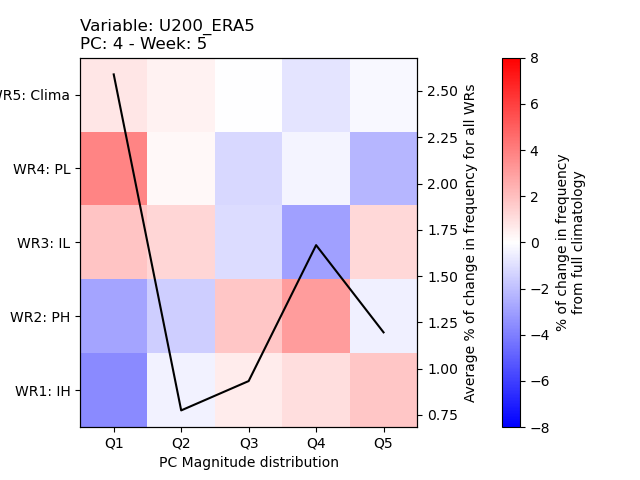 Variable: U200_ERA5
PC: 4 - Week: 5
WR5: Clima
WR4: PL
WR3: IL
WR2: PH
WR1: IH
Q1 Q2 Q3 Q4 Q5
PC Magnitude distribution
2.50
2.25
2.00
1.75
1.50
1.25
1.00
0.75
Average % of change in frequency for all WRs
8
6
4
2
0
−2
−4
−6
−8
% of change in frequency
from full climatology